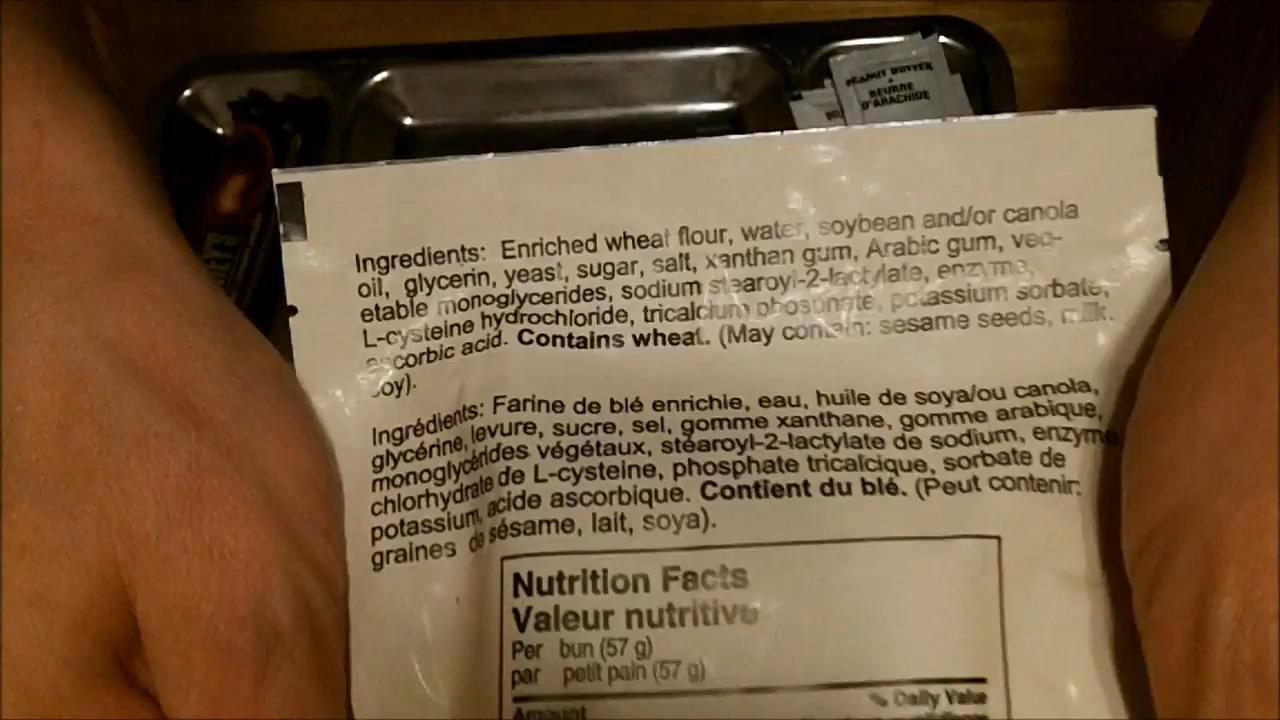 PEANUT BUTTER
BEURRE
D'ARACHIDE
Ingredients: Enriched wheat flour, water, soybean and/or canola
oil, glycerin, yeast, sugar, salt, xanthan gum, Arabic gum, veg-
etable monoglycerides, sodium stearoyl-2-lactylate, enzyme,
L-cysteine hydrochloride, tricalcium phosphate, potassium sorbate,
ascorbic acid. Contains wheat. (May contain: sesame seeds, milk,
soy).
Ingrédients: Farine de blé enrichie, eau, huile de soya/ou canola,
glycérine, levure, sucre, sel, gomme xanthane, gomme arabique,
monoglycérides végétaux, stéaroyl-2-lactylate de sodium, enzyme
chlorhydrate de L-cysteine, phosphate tricalcique, sorbate de
potassium, acide ascorbique. Contient du blé. (Peut contenir:
graines de sésame, lait, soya).
Nutrition Facts
Valeur nutritive
Per bun (57 g)
par petit pain (57 g)
% Daily Value
Amount